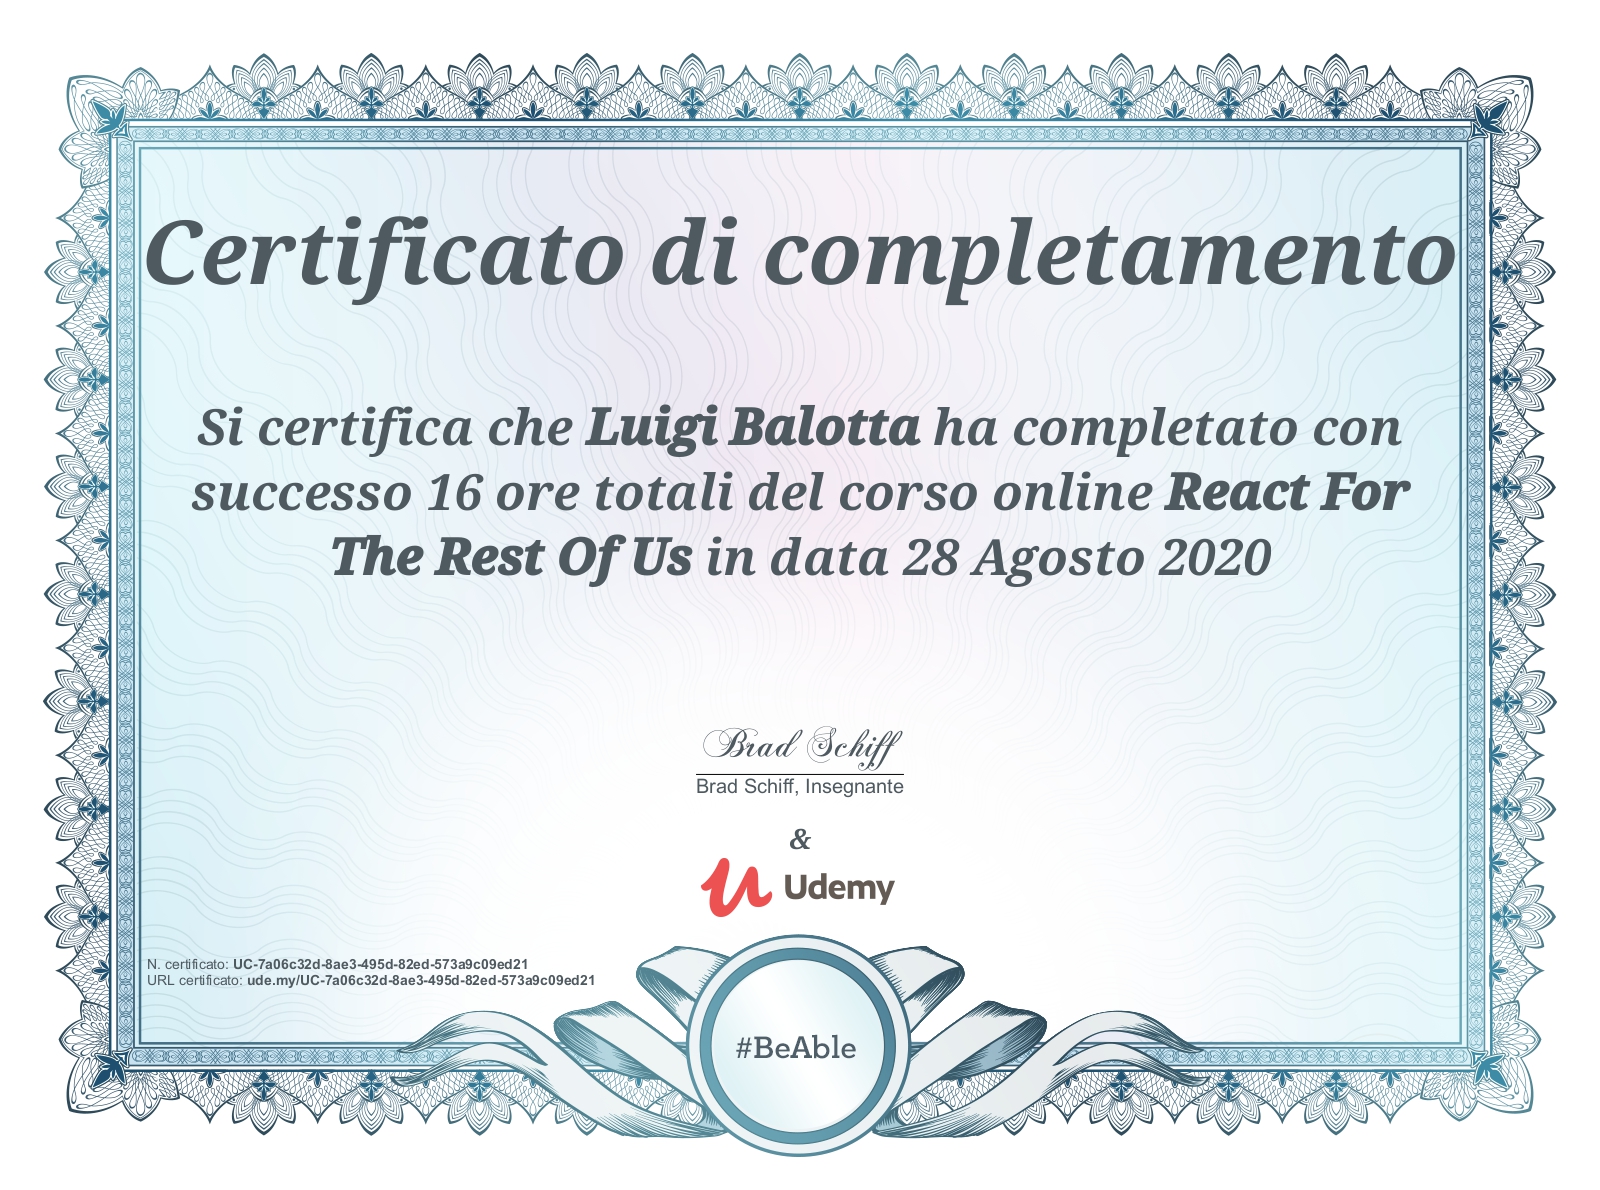 Certificato di completamento
Si certifica che Luigi Balotta ha completato con
successo 16 ore totali del corso online React For
The Rest Of Us in data 28 Agosto 2020
Brad Schiff
Brad Schiff, Insegnante
&
Udemy
N. certificato: UC-7a06c32d-8ae3-495d-82ed-573a9c09ed21
URL certificato: ude.my/UC-7a06c32d-8ae3-495d-82ed-573a9c09ed21
#BeAble